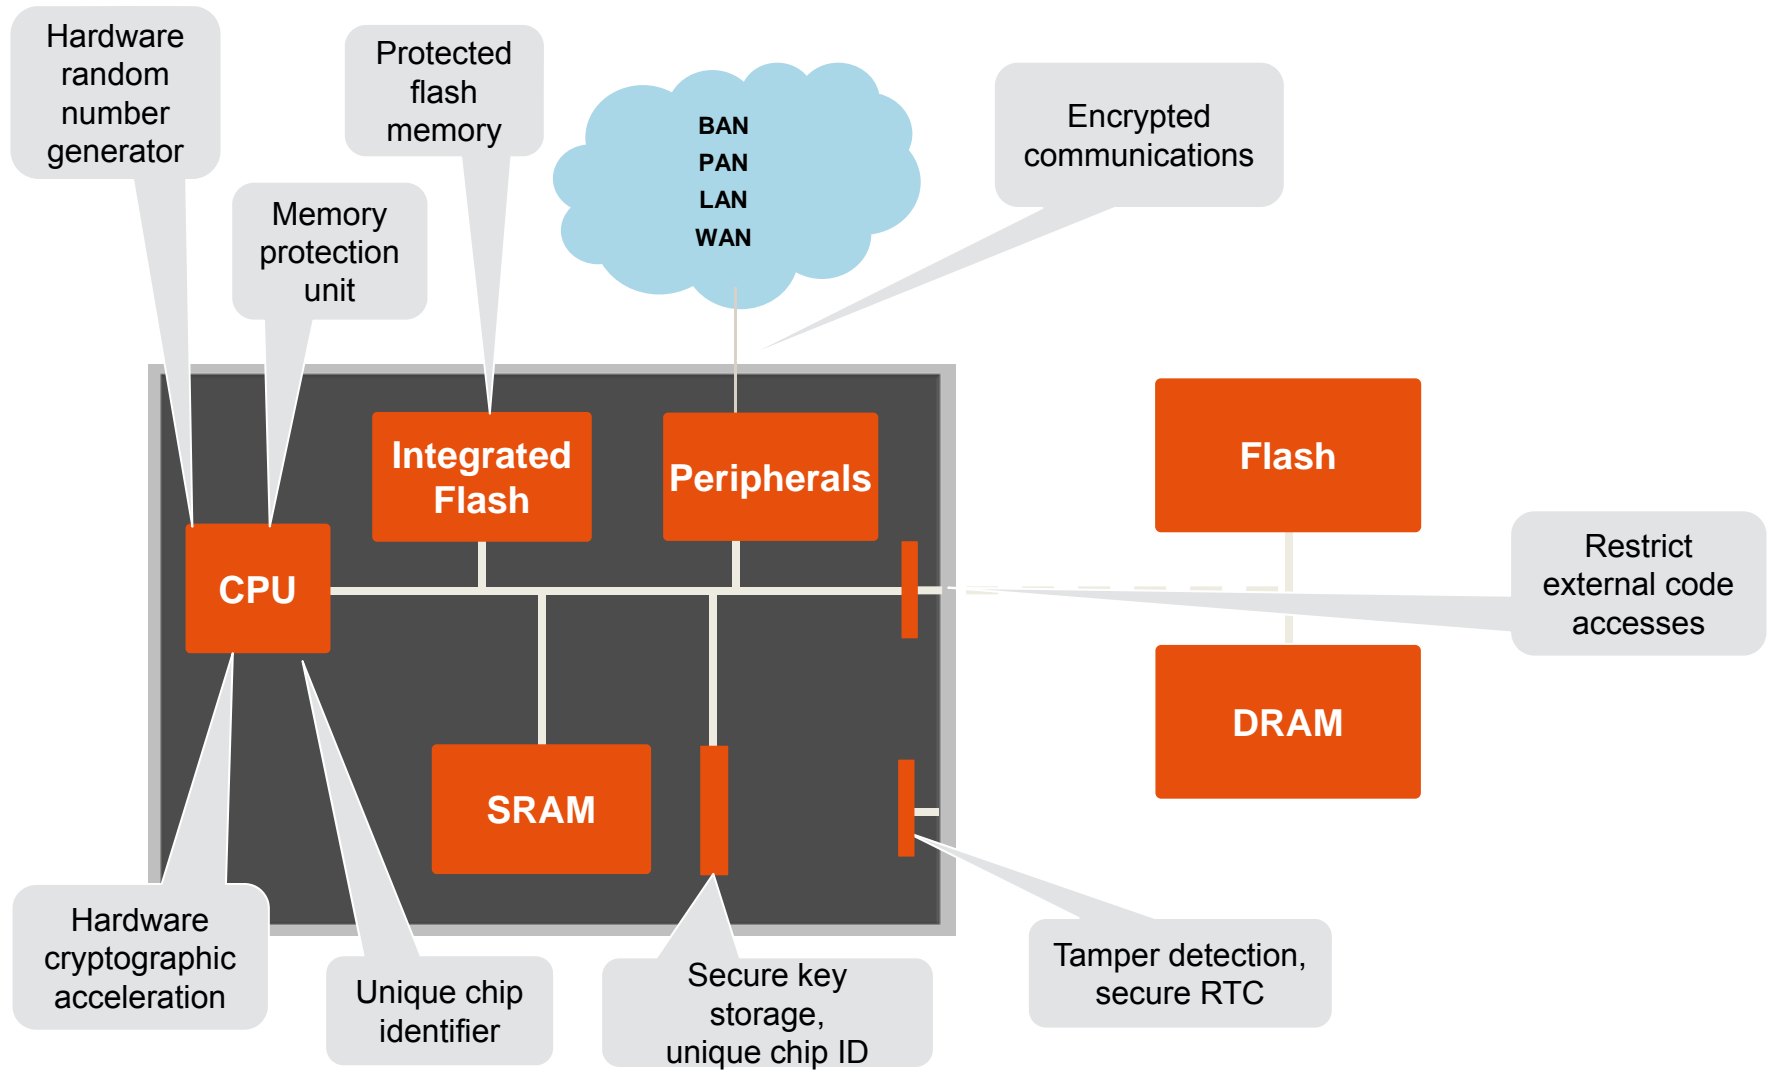 Hardware
random
number
generator
Protected
flash
memory
BAN
PAN
LAN
WAN
Encrypted
communications
Memory
protection
unit
Integrated
Flash
Peripherals
Flash
CPU
Restrict
external code
accesses
SRAM
DRAM
Hardware
cryptographic
acceleration
Unique chip
identifier
Secure key
storage,
unique chip ID
Tamper detection,
secure RTC